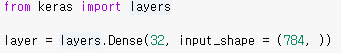 from keras import layers
layer = layers.Dense(32, input_shape = (784, ))